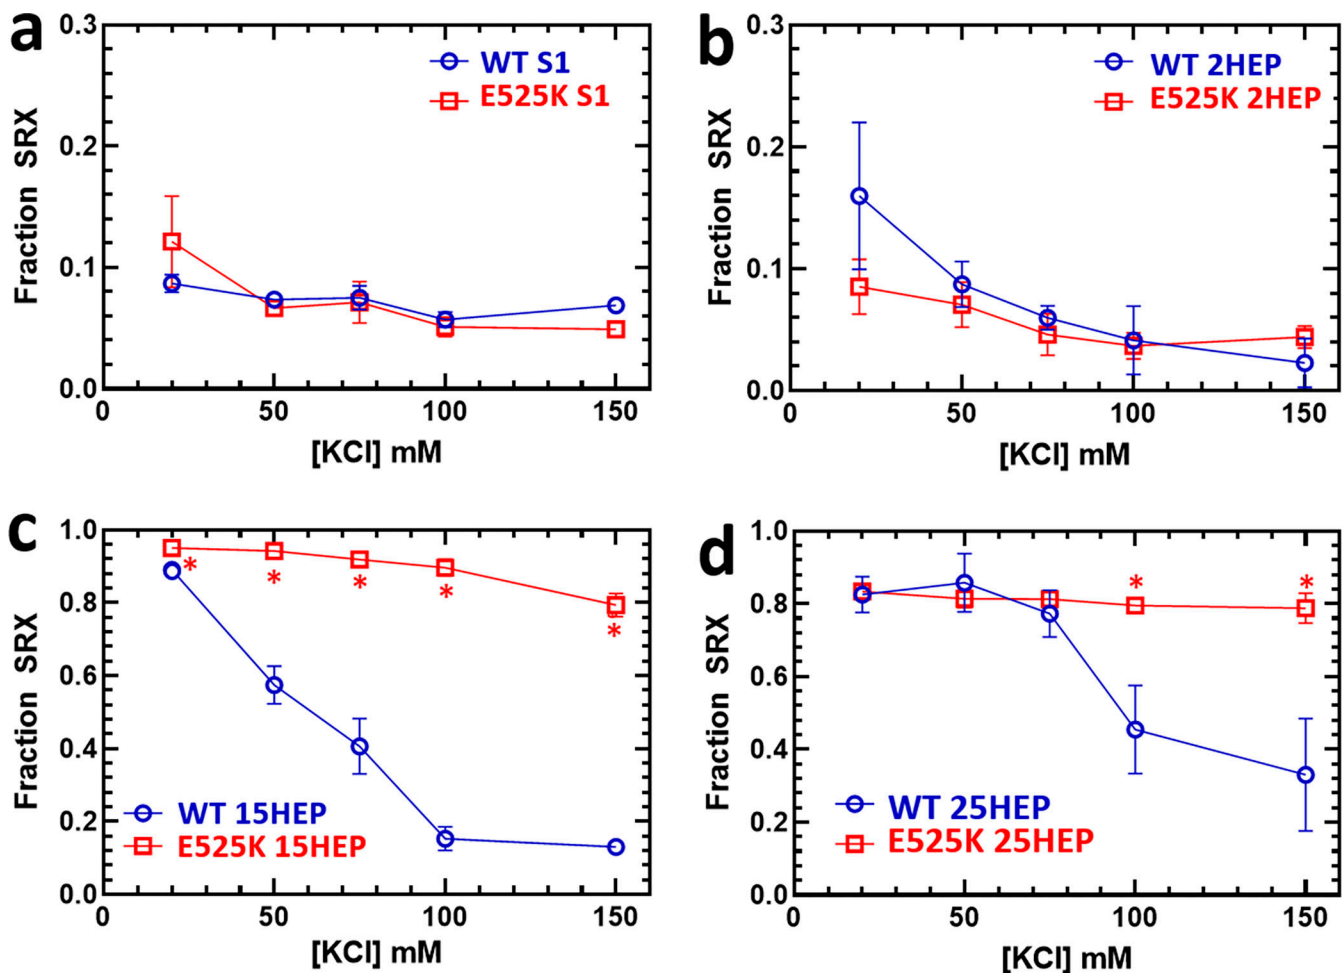 a
0.3
0.2
0.1
0.0
Fraction SRX
WT S1
E525K S1
0
50
100
150
[KCl] mM
b
0.3
0.2
0.1
0.0
Fraction SRX
WT 2HEP
E525K 2HEP
0
50
100
150
[KCl] mM
c
1.0
0.8
0.6
0.4
0.2
0.0
Fraction SRX
*
*
*
*
*
WT 15HEP
E525K 15HEP
0
50
100
150
[KCl] mM
d
1.0
0.8
0.6
0.4
0.2
0.0
Fraction SRX
*
*
WT 25HEP
E525K 25HEP
0
50
100
150
[KCl] mM